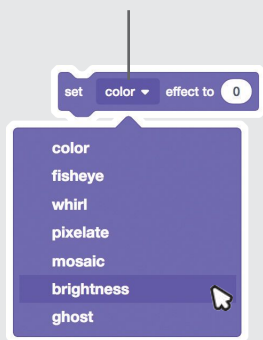 set color effect to 0
color
fisheye
whirl
pixelate
mosaic
brightness
ghost